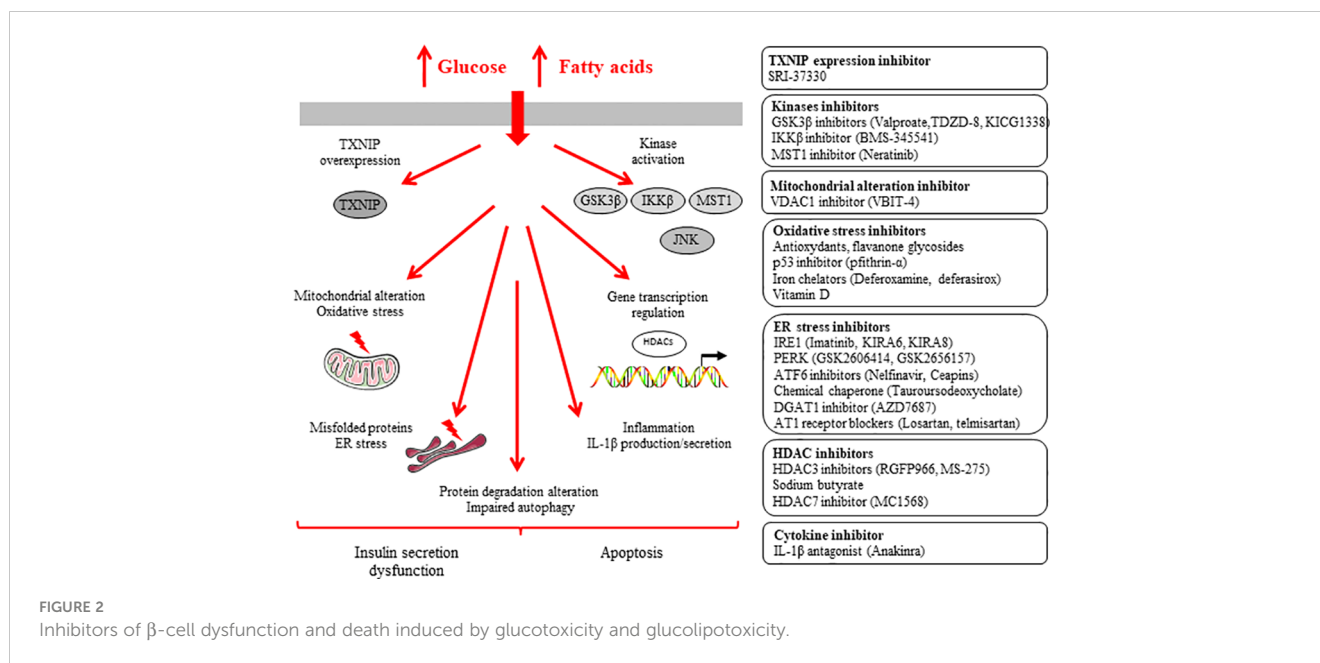 Glucose
Fatty acids
TXNIP
overexpression
Kinase
activation
TXNIP
GSK3β
IKKβ
MST1
JNK
Mitochondrial alteration
Oxidative stress
Gene transcription
regulation
HDACs
Misfolded proteins
ER stress
Inflammation
IL-1β production/secretion
Protein degradation alteration
Impaired autophagy
Insulin secretion
dysfunction
Apoptosis
TXNIP expression inhibitor
SRI-37330
Kinases inhibitors
GSK3β inhibitors (Valproate,TDZD-8, KICG1338)
IKKβ inhibitor (BMS-345541)
MST1 inhibitor (Neratinib)
Mitochondrial alteration inhibitor
VDAC1 inhibitor (VBIT-4)
Oxidative stress inhibitors
Antioxydants, flavanone glycosides
p53 inhibitor (pfithrin-α)
Iron chelators (Deferoxamine, deferasirox)
Vitamin D
ER stress inhibitors
IRE1 (Imatinib, KIRA6, KIRA8)
PERK (GSK2606414, GSK2656157)
ATF6 inhibitors (Nelfinavir, Ceapins)
Chemical chaperone (Tauroursodeoxycholate)
DGAT1 inhibitor (AZD7687)
AT1 receptor blockers (Losartan, telmisartan)
HDAC inhibitors
HDAC3 inhibitors (RGFP966, MS-275)
Sodium butyrate
HDAC7 inhibitor (MC1568)
Cytokine inhibitor
IL-1β antagonist (Anakinra)
FIGURE 2
Inhibitors of β-cell dysfunction and death induced by glucotoxicity and glucolipotoxicity.